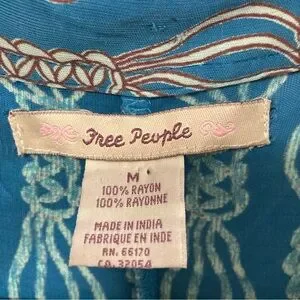 Free People
M
100% RAYON
100% RAYONNE
MADE IN INDIA
FABRIQUE EN INDE
RN. 66170
CA. 32054